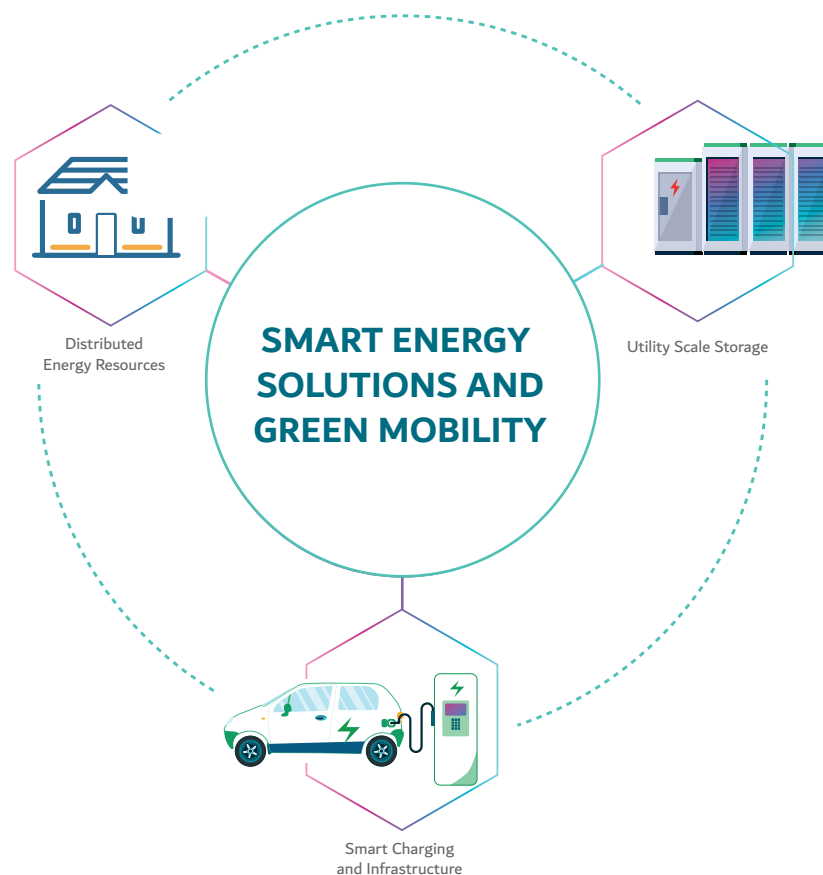 Distributed
Energy Resources
Utility Scale Storage
SMART ENERGY
SOLUTIONS AND
GREEN MOBILITY
Smart Charging
and Infrastructure